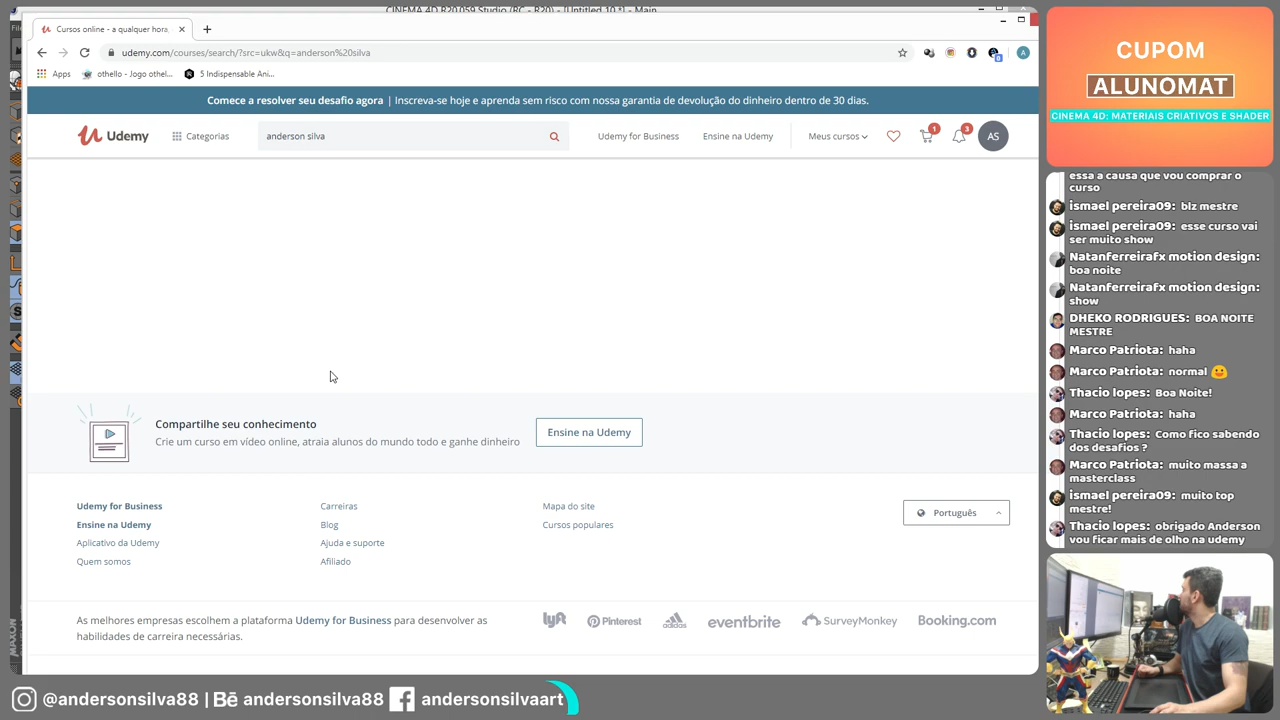 CINEMA 4D R20.059 Studio (RC - R20) - [Untitled 10 *] - Main
Cursos online - a qualquer hora,
udemy.com/courses/search/?src=ukw&q=anderson%20silva
Apps
othello - Jogo othel...
5 Indispensable Ani...
Comece a resolver seu desafio agora | Inscreva-se hoje e aprenda sem risco com nossa garantia de devolução do dinheiro dentro de 30 dias.
Udemy
Categorias
anderson silva
Udemy for Business
Ensine na Udemy
Meus cursos
1
3
AS
Compartilhe seu conhecimento
Crie um curso em vídeo online, atraia alunos do mundo todo e ganhe dinheiro
Ensine na Udemy
Udemy for Business
Ensine na Udemy
Aplicativo da Udemy
Quem somos
Carreiras
Blog
Ajuda e suporte
Afiliado
Mapa do site
Cursos populares
Português
As melhores empresas escolhem a plataforma Udemy for Business para desenvolver as
habilidades de carreira necessárias.
lyft
Pinterest
adidas
eventbrite
SurveyMonkey
Booking.com
CUPOM
ALUNOMAT
CINEMA 4D: MATERIAIS CRIATIVOS E SHADER
essa a causa que vou comprar o
curso
ismael pereira09: blz mestre
ismael pereira09: esse curso vai
ser muito show
Natanferreirafx motion design:
boa noite
Natanferreirafx motion design:
show
DHEKO RODRIGUES: BOA NOITE
MESTRE
Marco Patriota: haha
Marco Patriota: normal 😛
Thacio lopes: Boa Noite!
Marco Patriota: haha
Thacio lopes: Como fico sabendo
dos desafios ?
Marco Patriota: muito massa a
masterclass
ismael pereira09: muito top
mestre!
Thacio lopes: obrigado Anderson
vou ficar mais de olho na udemy
MAXON
@andersonsilva88 | Bē andersonsilva88 andersonsilvaart